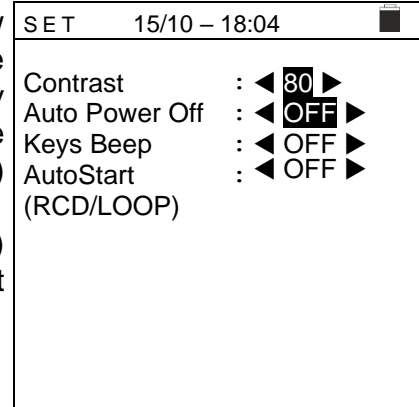 SET 15/10 – 18:04
Contrast : ◀ 80 ▶
Auto Power Off : ◀ OFF ▶
Keys Beep : ◀ OFF ▶
AutoStart : ◀ OFF ▶
(RCD/LOOP)